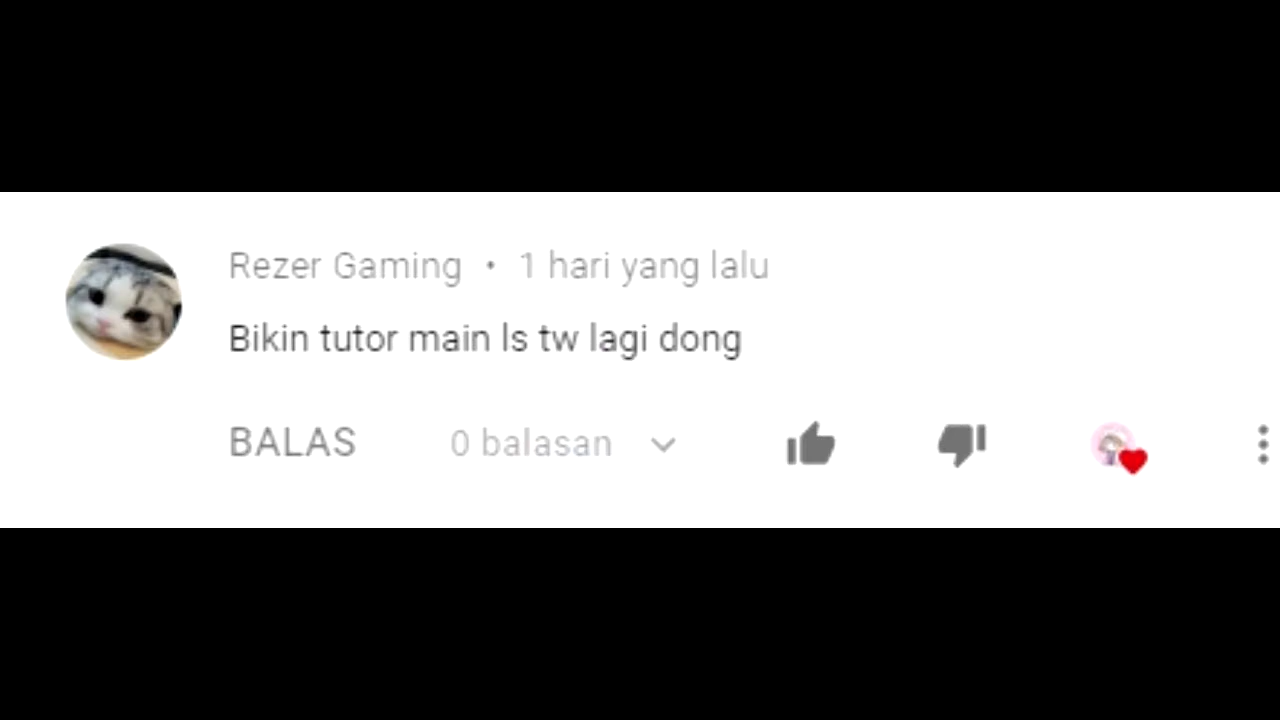 Rezer Gaming • 1 hari yang lalu
Bikin tutor main ls tw lagi dong
BALAS 0 balasan